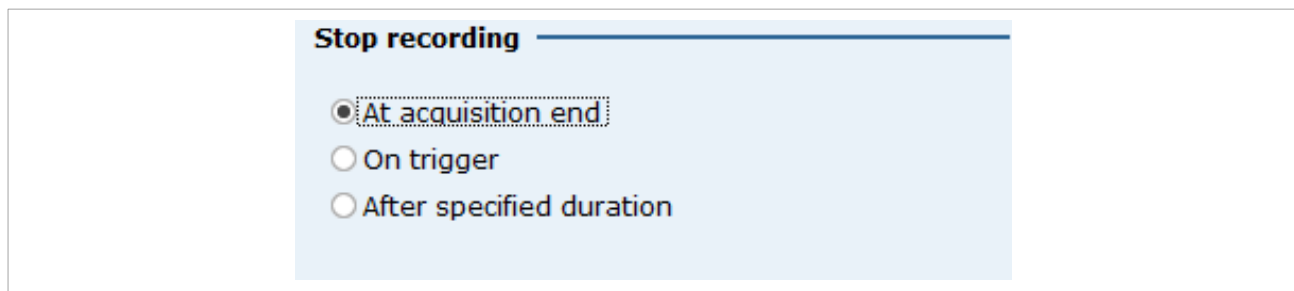 Stop recording
At acquisition end
On trigger
After specified duration